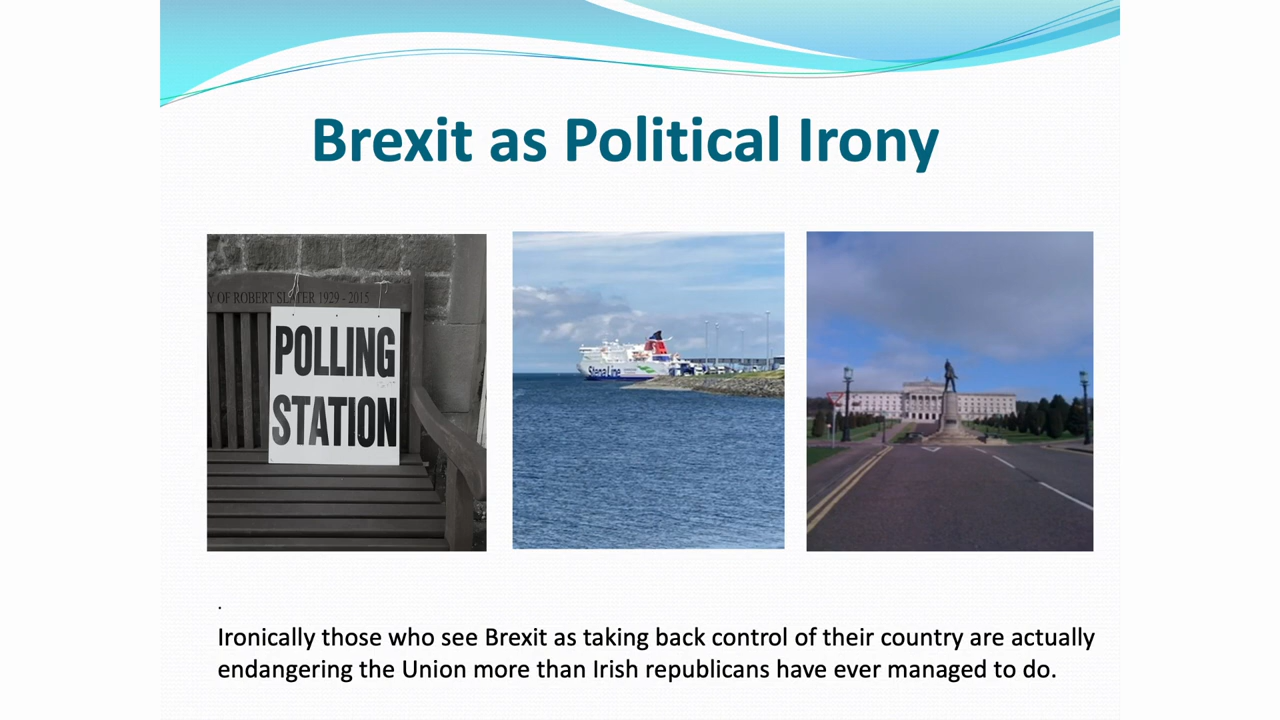 Brexit as Political Irony
Y OF ROBERT SLATER 1929 - 2015
POLLING
STATION
Stena Line
.
Ironically those who see Brexit as taking back control of their country are actually
endangering the Union more than Irish republicans have ever managed to do.